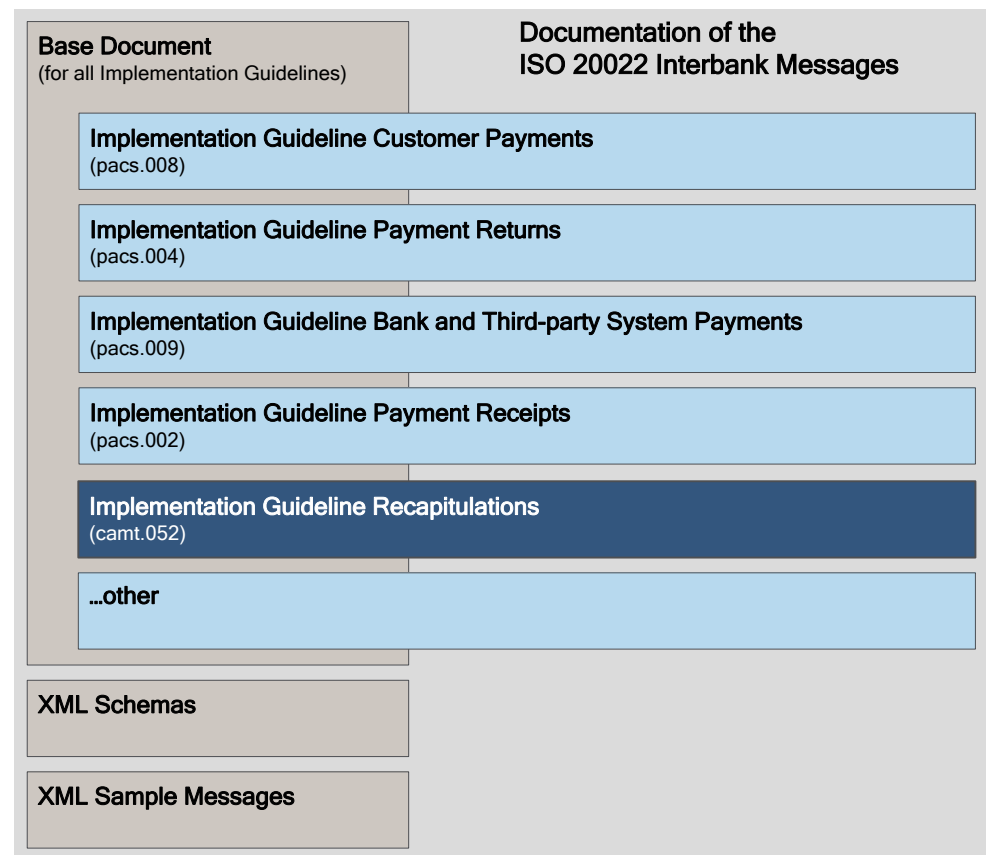 Documentation of the
ISO 20022 Interbank Messages
Base Document
(for all Implementation Guidelines)
Implementation Guideline Customer Payments
(pacs.008)
Implementation Guideline Payment Returns
(pacs.004)
Implementation Guideline Bank and Third-party System Payments
(pacs.009)
Implementation Guideline Payment Receipts
(pacs.002)
Implementation Guideline Recapitulations
(camt.052)
...other
XML Schemas
XML Sample Messages